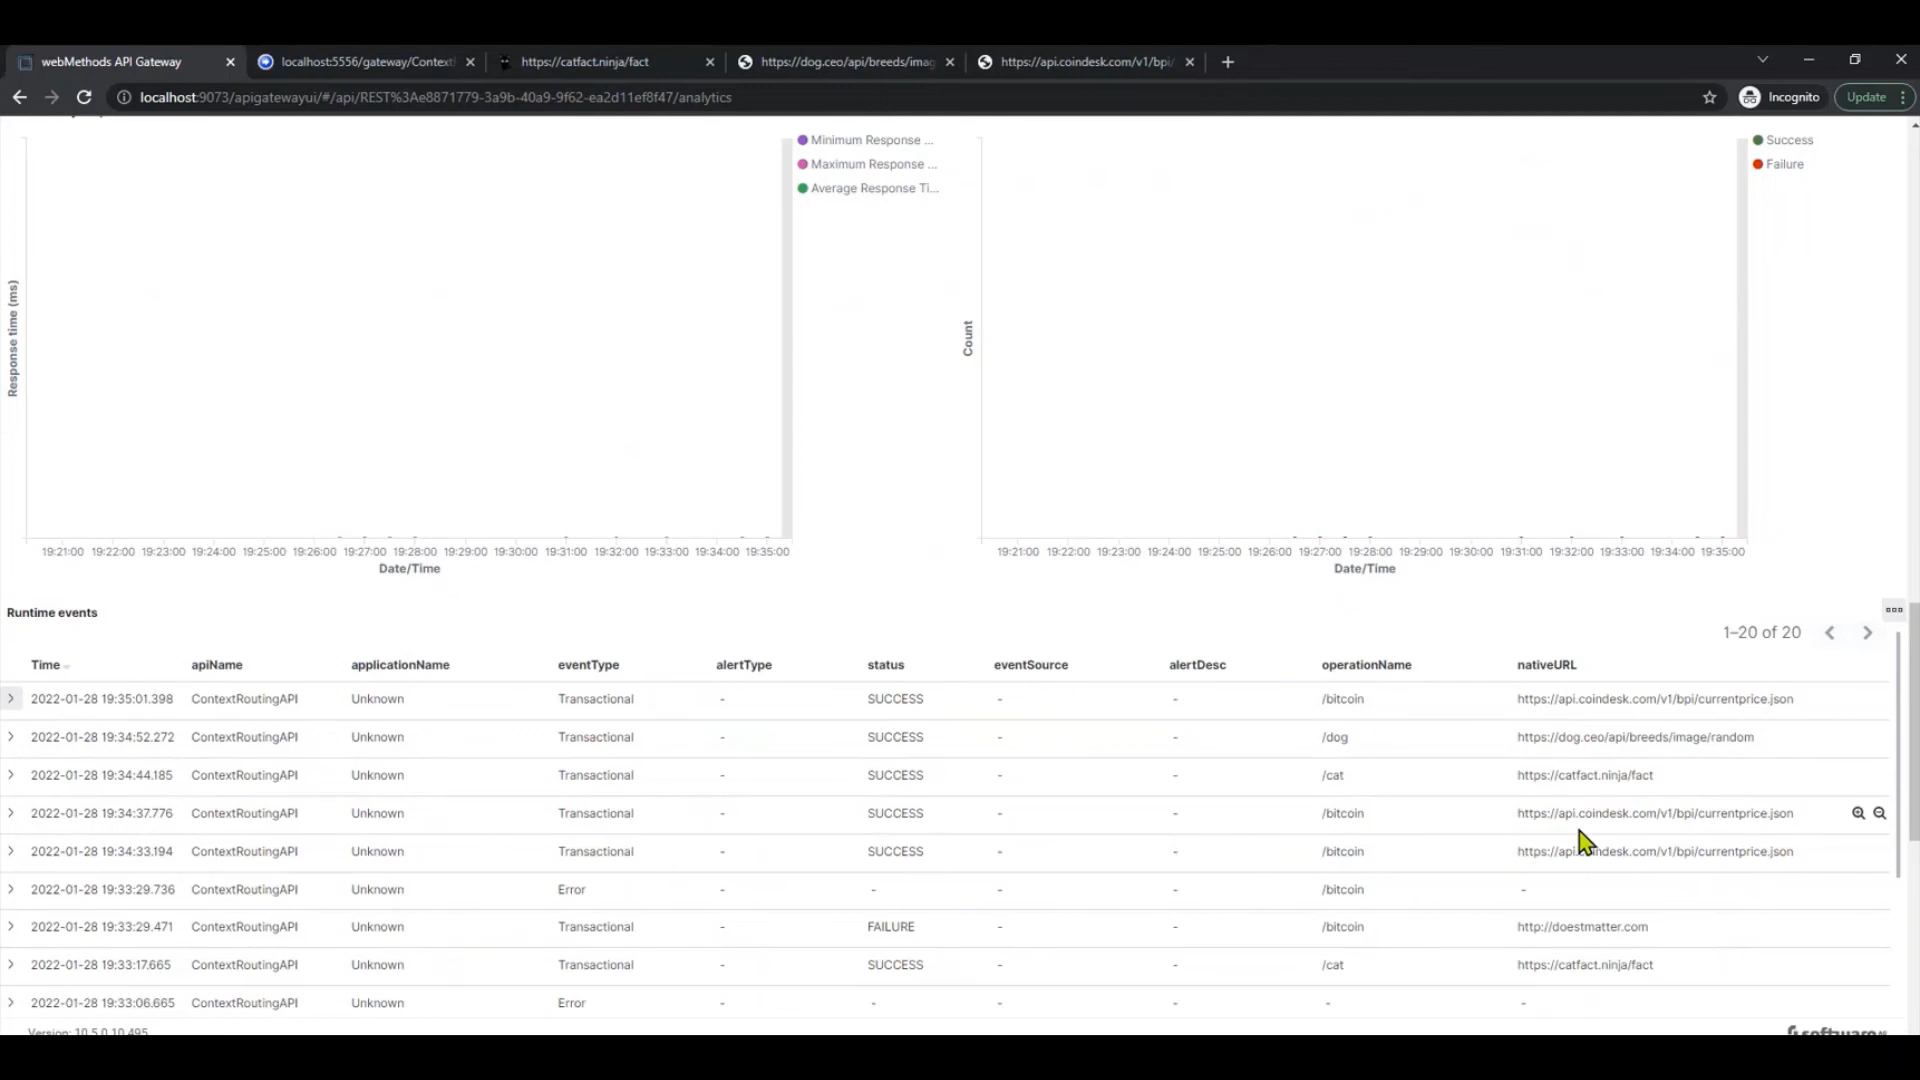 webMethods API Gateway
localhost:5556/gateway/Context
https://catfact.ninja/fact
https://dog.ceo/api/breeds/imag
https://api.coindesk.com/v1/bpi/
localhost:9073/apigatewayui/#/api/REST%3Ae8871779-3a9b-40a9-9f62-ea2d11ef8f47/analytics
Incognito
Update
Minimum Response ...
Maximum Response ...
Average Response Ti...
Success
Failure
Response time (ms)
Count
19:21:00 19:22:00 19:23:00 19:24:00 19:25:00 19:26:00 19:27:00 19:28:00 19:29:00 19:30:00 19:31:00 19:32:00 19:33:00 19:34:00 19:35:00
Date/Time
19:21:00 19:22:00 19:23:00 19:24:00 19:25:00 19:26:00 19:27:00 19:28:00 19:29:00 19:30:00 19:31:00 19:32:00 19:33:00 19:34:00 19:35:00
Date/Time
Runtime events
1–20 of 20
Time apiName applicationName eventType alertType status eventSource alertDesc operationName nativeURL
2022-01-28 19:35:01.398 ContextRoutingAPI Unknown Transactional - SUCCESS - - /bitcoin https://api.coindesk.com/v1/bpi/currentprice.json
2022-01-28 19:34:52.272 ContextRoutingAPI Unknown Transactional - SUCCESS - - /dog https://dog.ceo/api/breeds/image/random
2022-01-28 19:34:44.185 ContextRoutingAPI Unknown Transactional - SUCCESS - - /cat https://catfact.ninja/fact
2022-01-28 19:34:37.776 ContextRoutingAPI Unknown Transactional - SUCCESS - - /bitcoin https://api.coindesk.com/v1/bpi/currentprice.json
2022-01-28 19:34:33.194 ContextRoutingAPI Unknown Transactional - SUCCESS - - /bitcoin https://api.coindesk.com/v1/bpi/currentprice.json
2022-01-28 19:33:29.736 ContextRoutingAPI Unknown Error - - - - /bitcoin -
2022-01-28 19:33:29.471 ContextRoutingAPI Unknown Transactional - FAILURE - - /bitcoin http://doestmatter.com
2022-01-28 19:33:17.665 ContextRoutingAPI Unknown Transactional - SUCCESS - - /cat https://catfact.ninja/fact
2022-01-28 19:33:06.665 ContextRoutingAPI Unknown Error - - - - - -
Version: 10.5.0.10.495
software AG